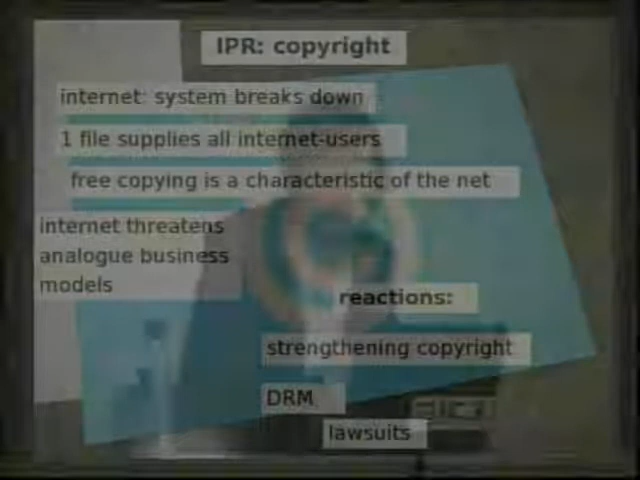 IPR: copyright
internet: system breaks down
1 file supplies all internet-users
free copying is a characteristic of the net
internet threatens
analogue business
models
reactions:
strengthening copyright
DRM
lawsuits